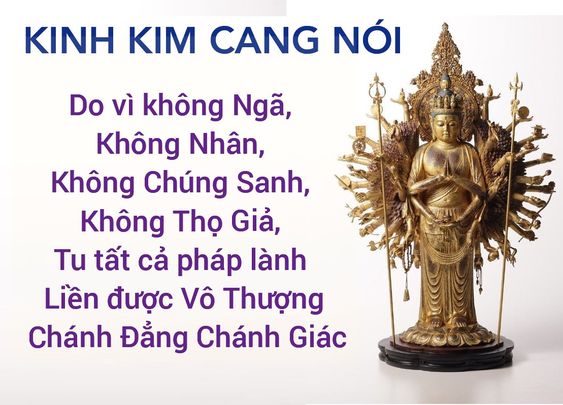 KINH KIM CANG NÓI
Do vì không Ngã,
Không Nhân,
Không Chúng Sanh,
Không Thọ Giả,
Tu tất cả pháp lành
Liền được Vô Thượng
Chánh Đẳng Chánh Giác